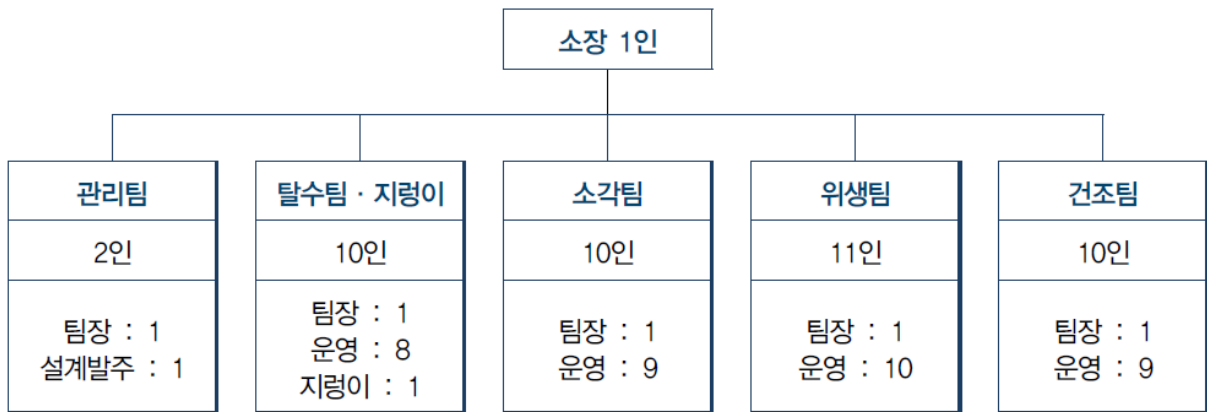 소장 1인
관리팀
2인
팀장 : 1
설계발주 : 1
탈수팀 · 지렁이
10인
팀장 : 1
운영 : 8
지렁이 : 1
소각팀
10인
팀장 : 1
운영 : 9
위생팀
11인
팀장 : 1
운영 : 10
건조팀
10인
팀장 : 1
운영 : 9